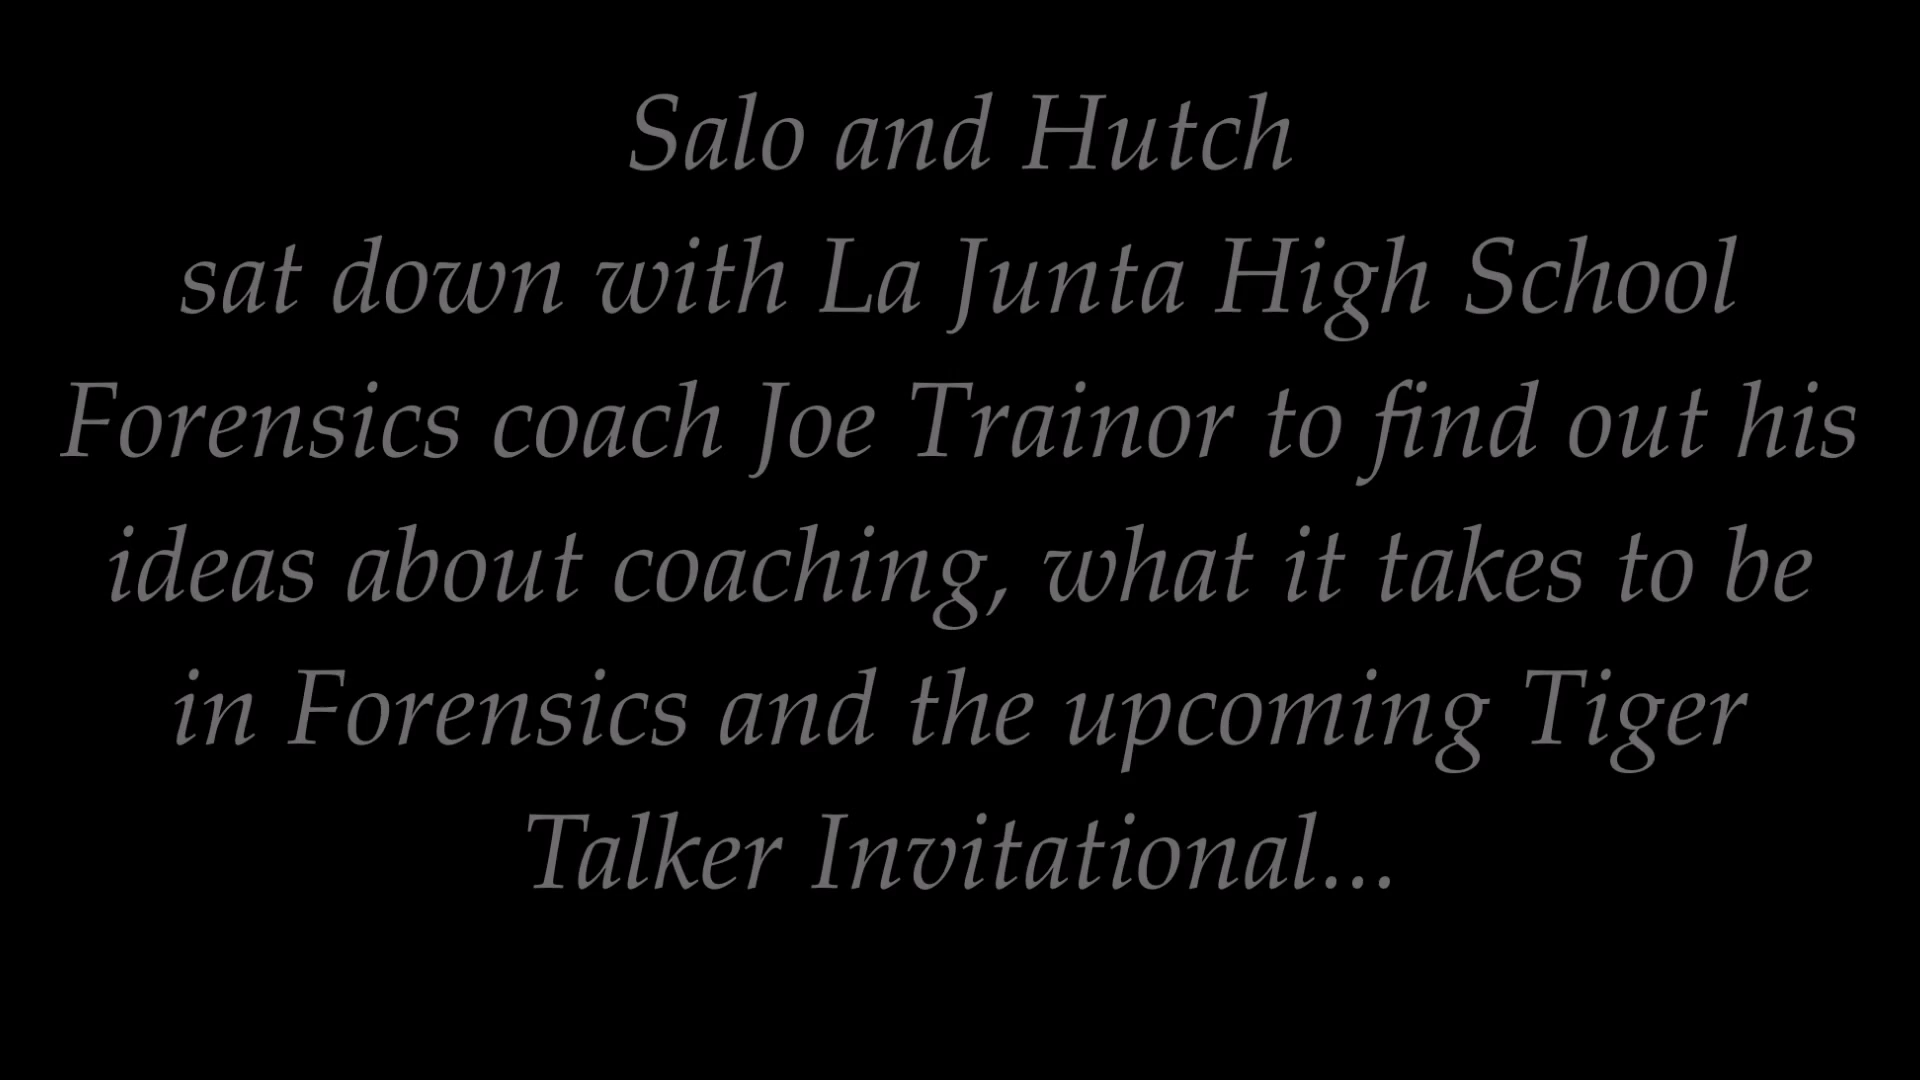 Salo and Hutch
sat down with La Junta High School
Forensics coach Joe Trainor to find out his
ideas about coaching, what it takes to be
in Forensics and the upcoming Tiger
Talker Invitational...